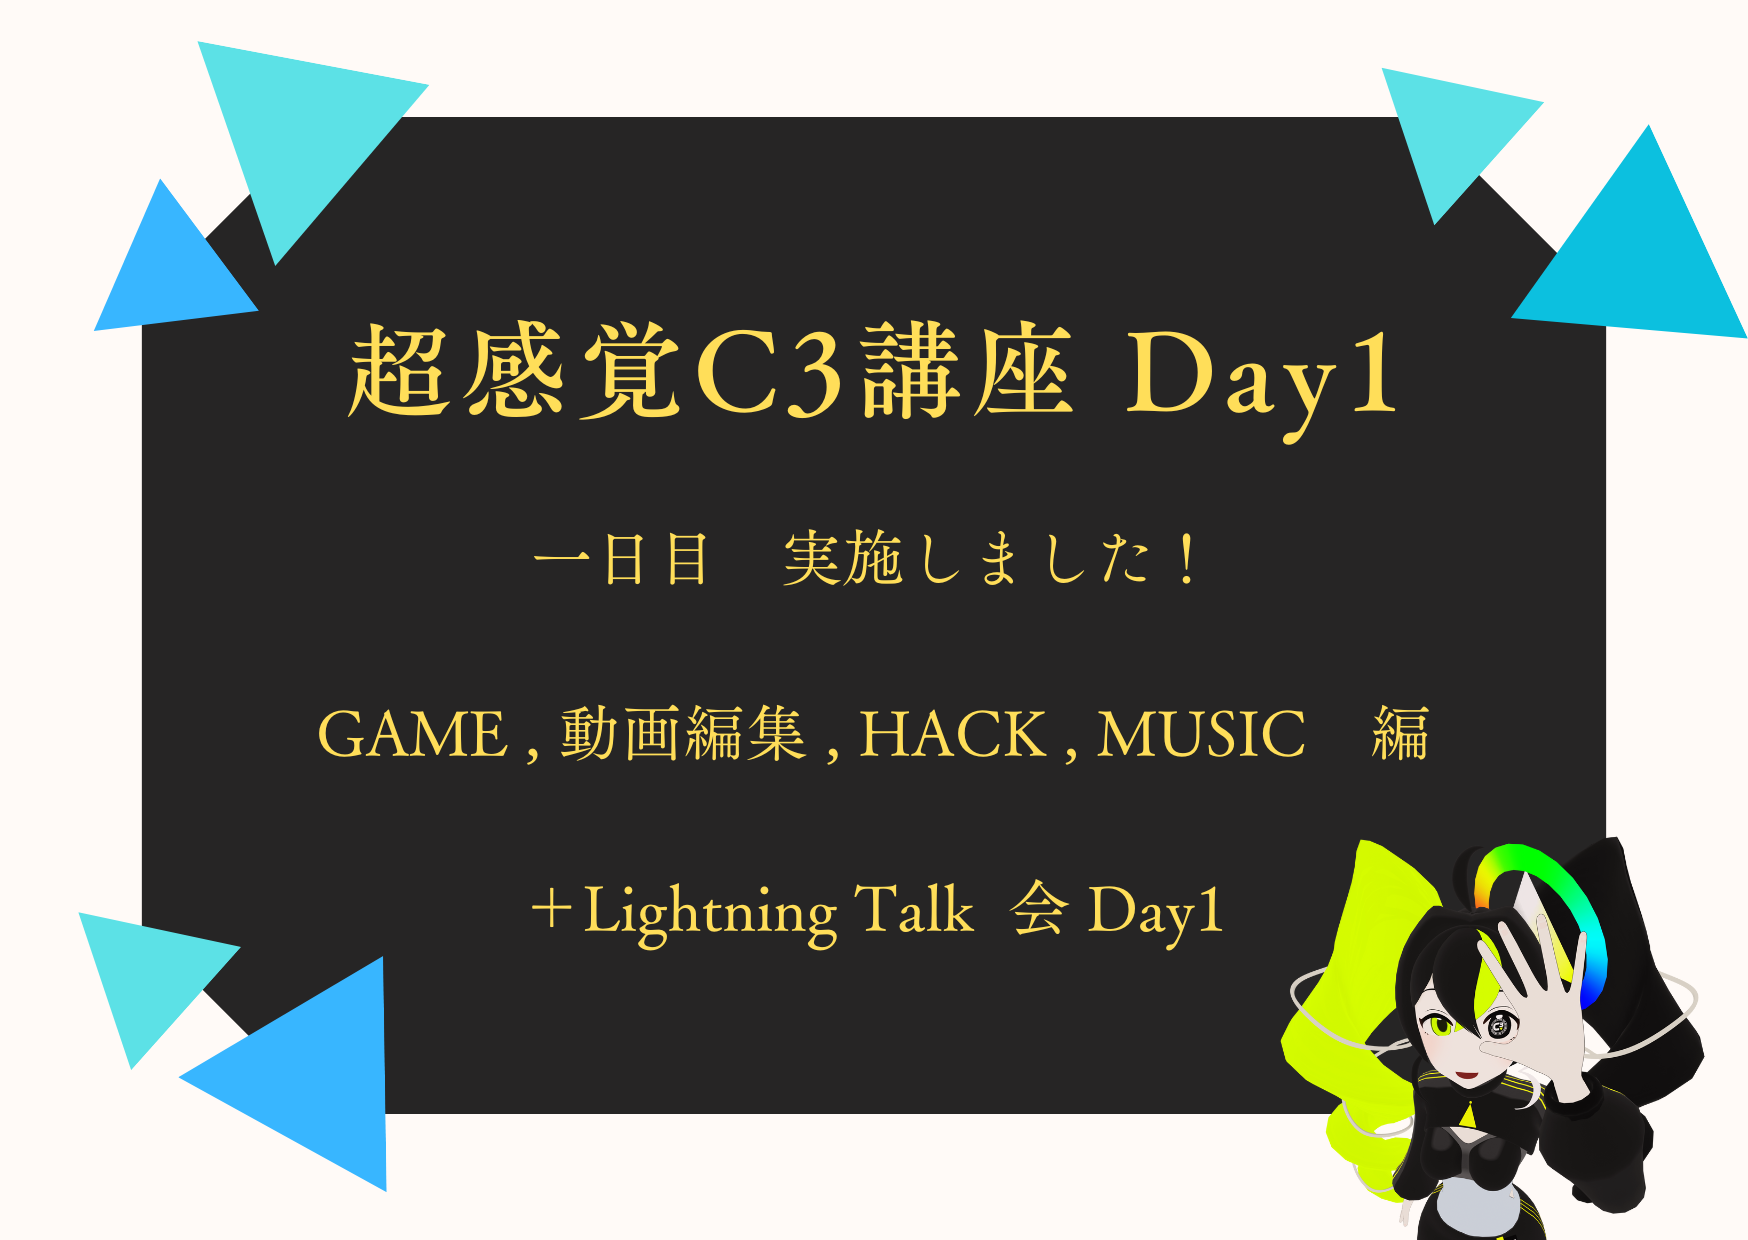 超感覚C3講座 Day1
一日目　実施しました！
GAME , 動画編集 , HACK , MUSIC　編
＋Lightning Talk 会 Day1